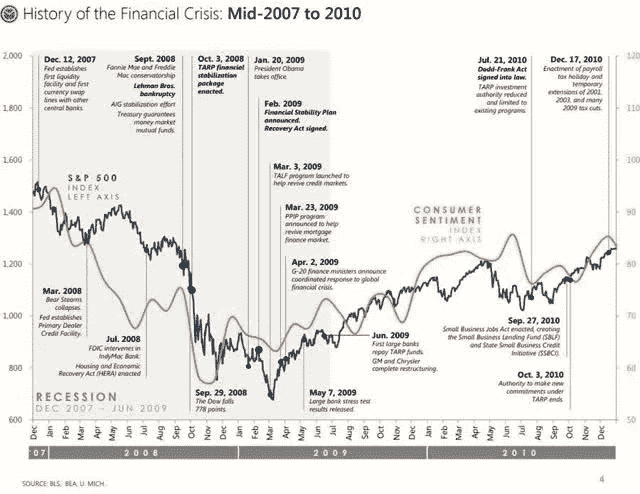 History of the Financial Crisis: Mid-2007 to 2010
2,000
1,800
1,600
1,400
1,200
1,000
800
600
120
110
100
90
80
70
60
50
Dec. 12, 2007
Fed establishes
first liquidity
facility and first
currency swap
lines with other
central banks.
Sept. 2008
Fannie Mae and Freddie
Mac conservatorship
Lehman Bros.
bankruptcy
AIG stabilization effort
Treasury guarantees
money market
mutual funds.
Oct. 3, 2008
TARP financial
stabilization
package
enacted.
Jan. 20, 2009
President Obama
takes office.
Feb. 2009
Financial Stability Plan
announced.
Recovery Act signed.
Mar. 3, 2009
TALF program launched to
help revive credit markets.
Mar. 23, 2009
PPIP program
announced to help
revive mortgage
finance market.
Apr. 2, 2009
G-20 finance ministers announce
coordinated response to global
financial crisis.
Jul. 21, 2010
Dodd-Frank Act
signed into law.
TARP investment
authority reduced
and limited to
existing programs.
Dec. 17, 2010
Enactment of payroll
tax holiday and
temporary
extensions of 2001,
2003, and many
2009 tax cuts.
S&P 500
INDEX
LEFT AXIS
CONSUMER
SENTIMENT
INDEX
RIGHT AXIS
Mar. 2008
Bear Stearns
collapses.
Fed establishes
Primary Dealer
Credit Facility.
Jul. 2008
FDIC intervenes in
IndyMac Bank.
Housing and Economic
Recovery Act (HERA) enacted
Sep. 29, 2008
The Dow falls
778 points.
May 7, 2009
Large bank stress test
results released.
Jun. 2009
First large banks
repay TARP funds.
GM and Chrysler
complete restructuring.
Sep. 27, 2010
Small Business Jobs Act enacted, creating
the Small Business Lending Fund (SBLF)
and State Small Business Credit
Initiative (SSBCI).
Oct. 3, 2010
Authority to make new
commitments under
TARP ends.
RECESSION
DEC 2007 – JUN 2009
Dec Jan Feb Mar Apr May Jun Jul Aug Sep Oct Nov Dec Jan Feb Mar Apr May Jun Jul Aug Sep Oct Nov Dec Jan Feb Mar Apr May Jun Jul Aug Sep Oct Nov Dec
'07 2008 2009 2010
SOURCE: BLS, BEA, U. MICH.
4